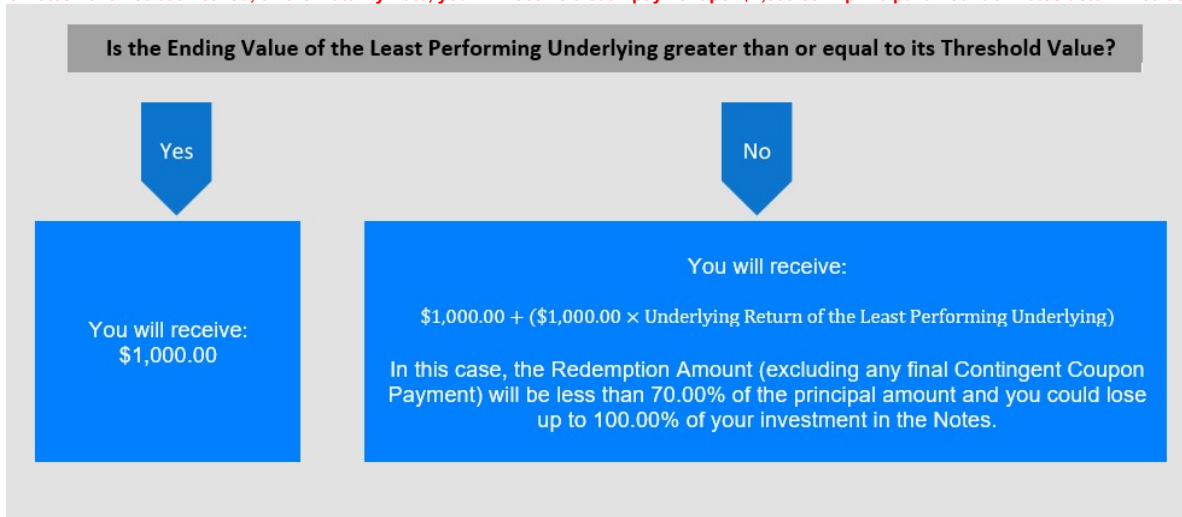 Is the Ending Value of the Least Performing Underlying greater than or equal to its Threshold Value?
Yes
No
You will receive:
$1,000.00
You will receive:
$1,000.00 + ($1,000.00 × Underlying Return of the Least Performing Underlying)
In this case, the Redemption Amount (excluding any final Contingent Coupon
Payment) will be less than 70.00% of the principal amount and you could lose
up to 100.00% of your investment in the Notes.